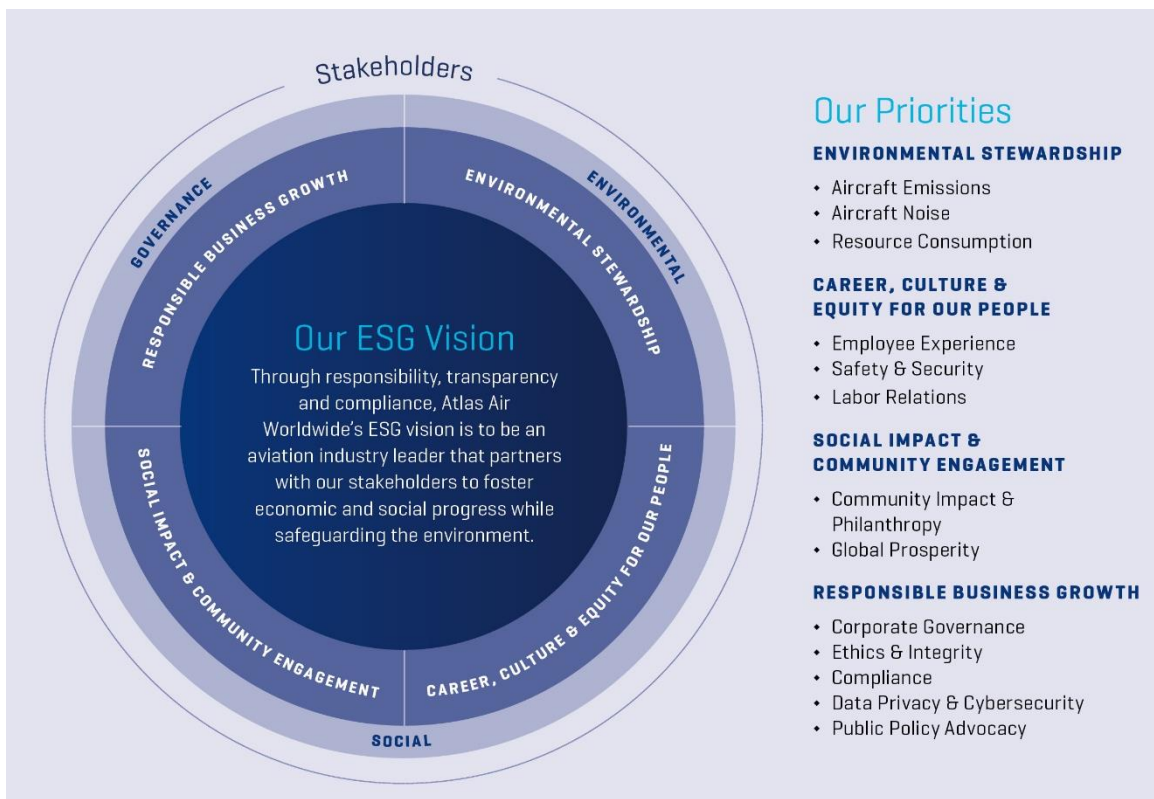 Stakeholders
GOVERNANCE
ENVIRONMENTAL
SOCIAL
RESPONSIBLE BUSINESS GROWTH
ENVIRONMENTAL STEWARDSHIP
SOCIAL IMPACT & COMMUNITY ENGAGEMENT
CAREER, CULTURE & EQUITY FOR OUR PEOPLE
Our ESG Vision
Through responsibility, transparency
and compliance, Atlas Air
Worldwide’s ESG vision is to be an
aviation industry leader that partners
with our stakeholders to foster
economic and social progress while
safeguarding the environment.
Our Priorities
ENVIRONMENTAL STEWARDSHIP
• Aircraft Emissions
• Aircraft Noise
• Resource Consumption
CAREER, CULTURE &
EQUITY FOR OUR PEOPLE
• Employee Experience
• Safety & Security
• Labor Relations
SOCIAL IMPACT &
COMMUNITY ENGAGEMENT
• Community Impact &
Philanthropy
• Global Prosperity
RESPONSIBLE BUSINESS GROWTH
• Corporate Governance
• Ethics & Integrity
• Compliance
• Data Privacy & Cybersecurity
• Public Policy Advocacy